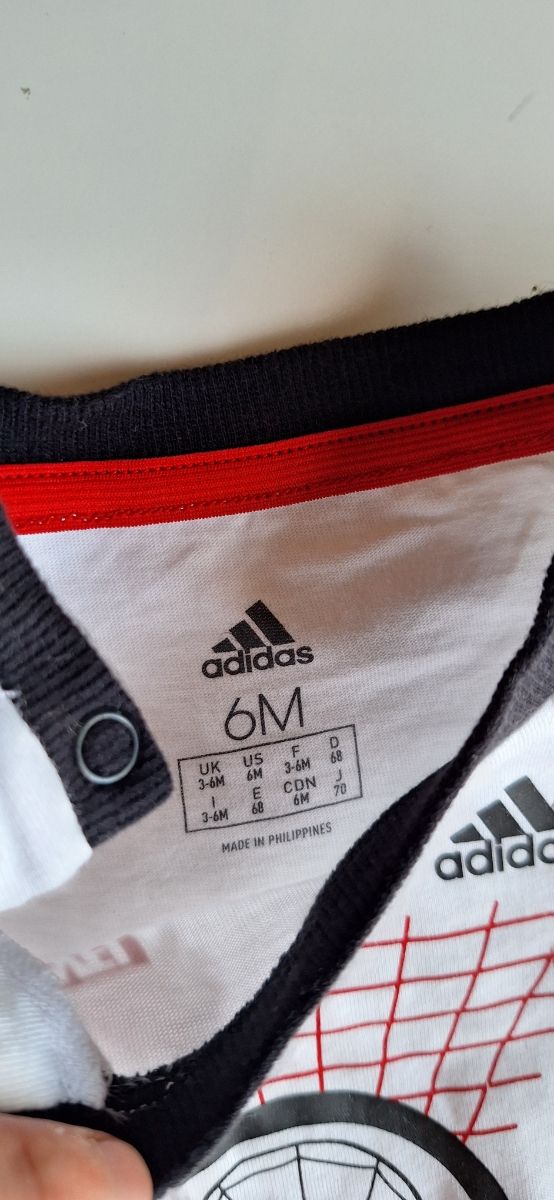 adidas
6M
UK US F D
3-6M 6M 3-6M 68
I E CDN J
3-6M 68 6M 70
MADE IN PHILIPPINES